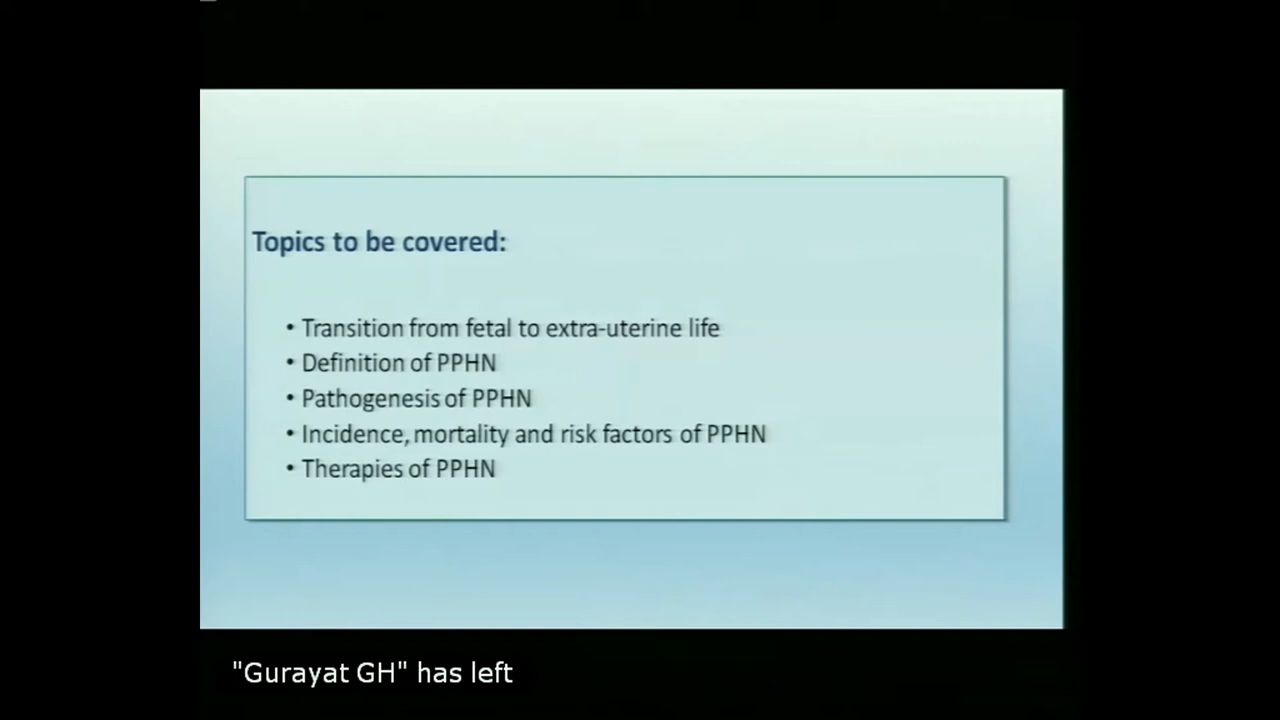 Topics to be covered:
• Transition from fetal to extra-uterine life
• Definition of PPHN
• Pathogenesis of PPHN
• Incidence, mortality and risk factors of PPHN
• Therapies of PPHN
"Gurayat GH" has left